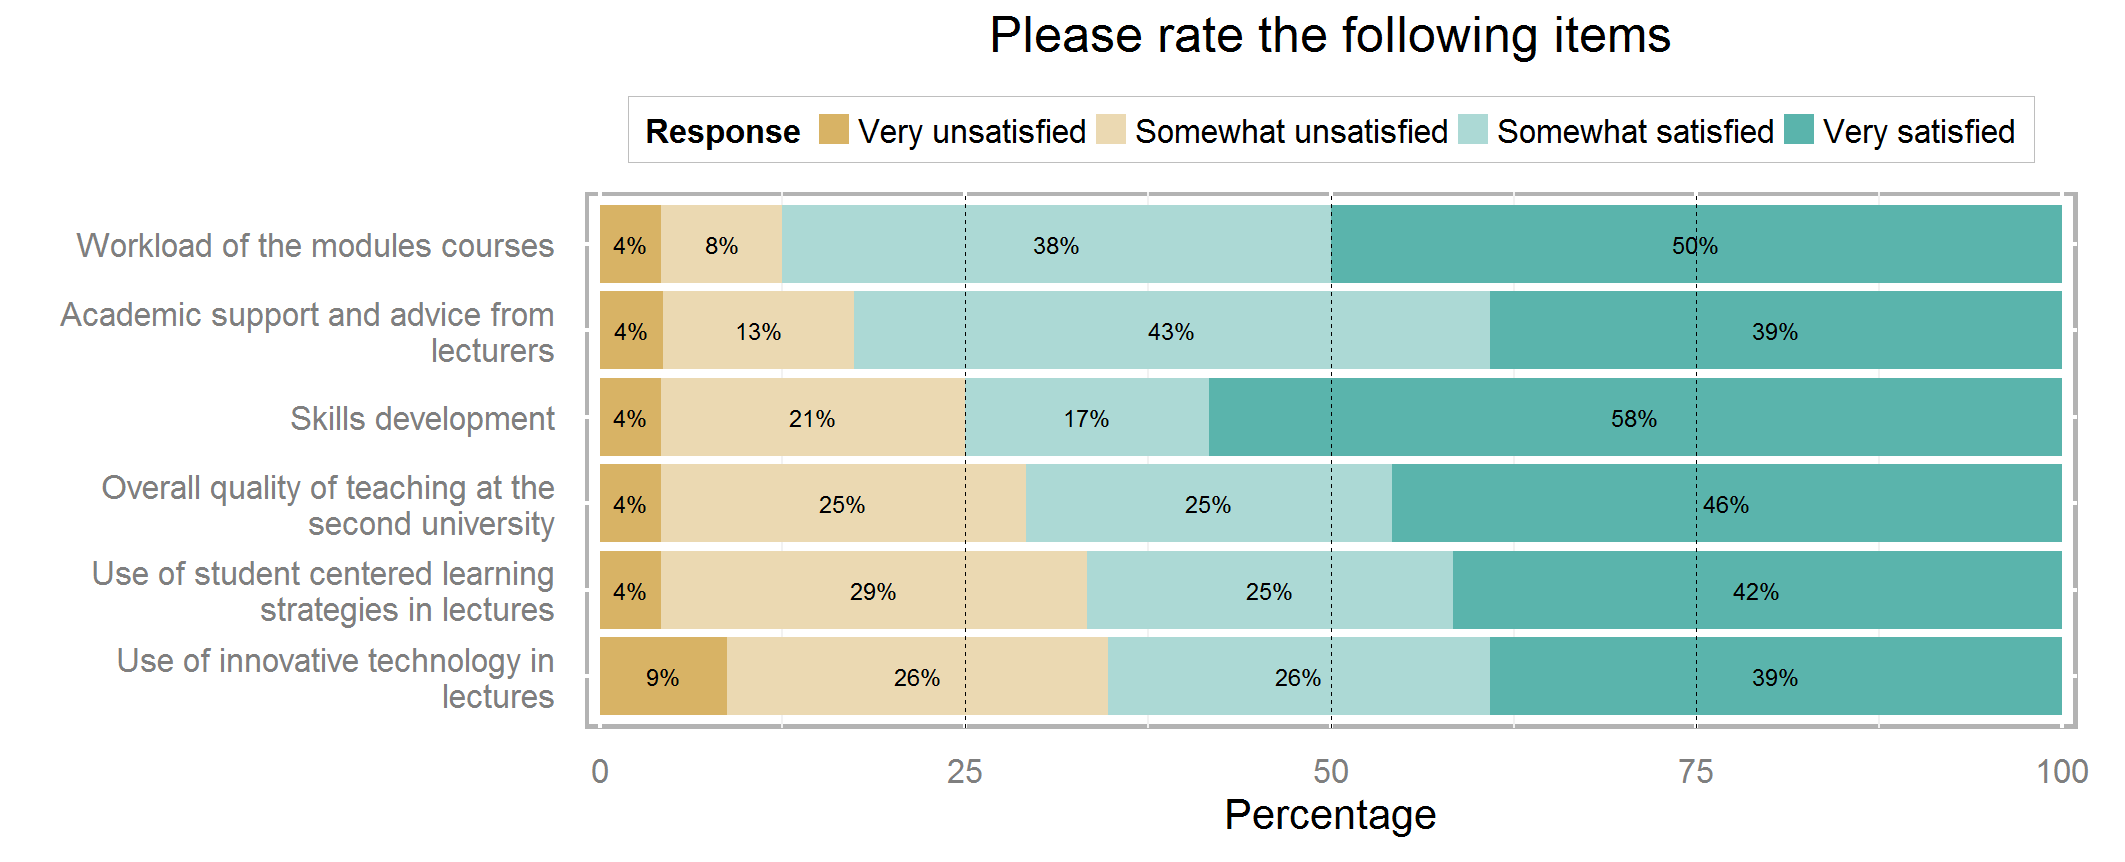 Please rate the following items
Response Very unsatisfied Somewhat unsatisfied Somewhat satisfied Very satisfied
Workload of the modules courses
4% 8% 38% 50%
Academic support and advice from
lecturers
4% 13% 43% 39%
Skills development
4% 21% 17% 58%
Overall quality of teaching at the
second university
4% 25% 25% 46%
Use of student centered learning
strategies in lectures
4% 29% 25% 42%
Use of innovative technology in
lectures
9% 26% 26% 39%
0 25 50 75 100
Percentage